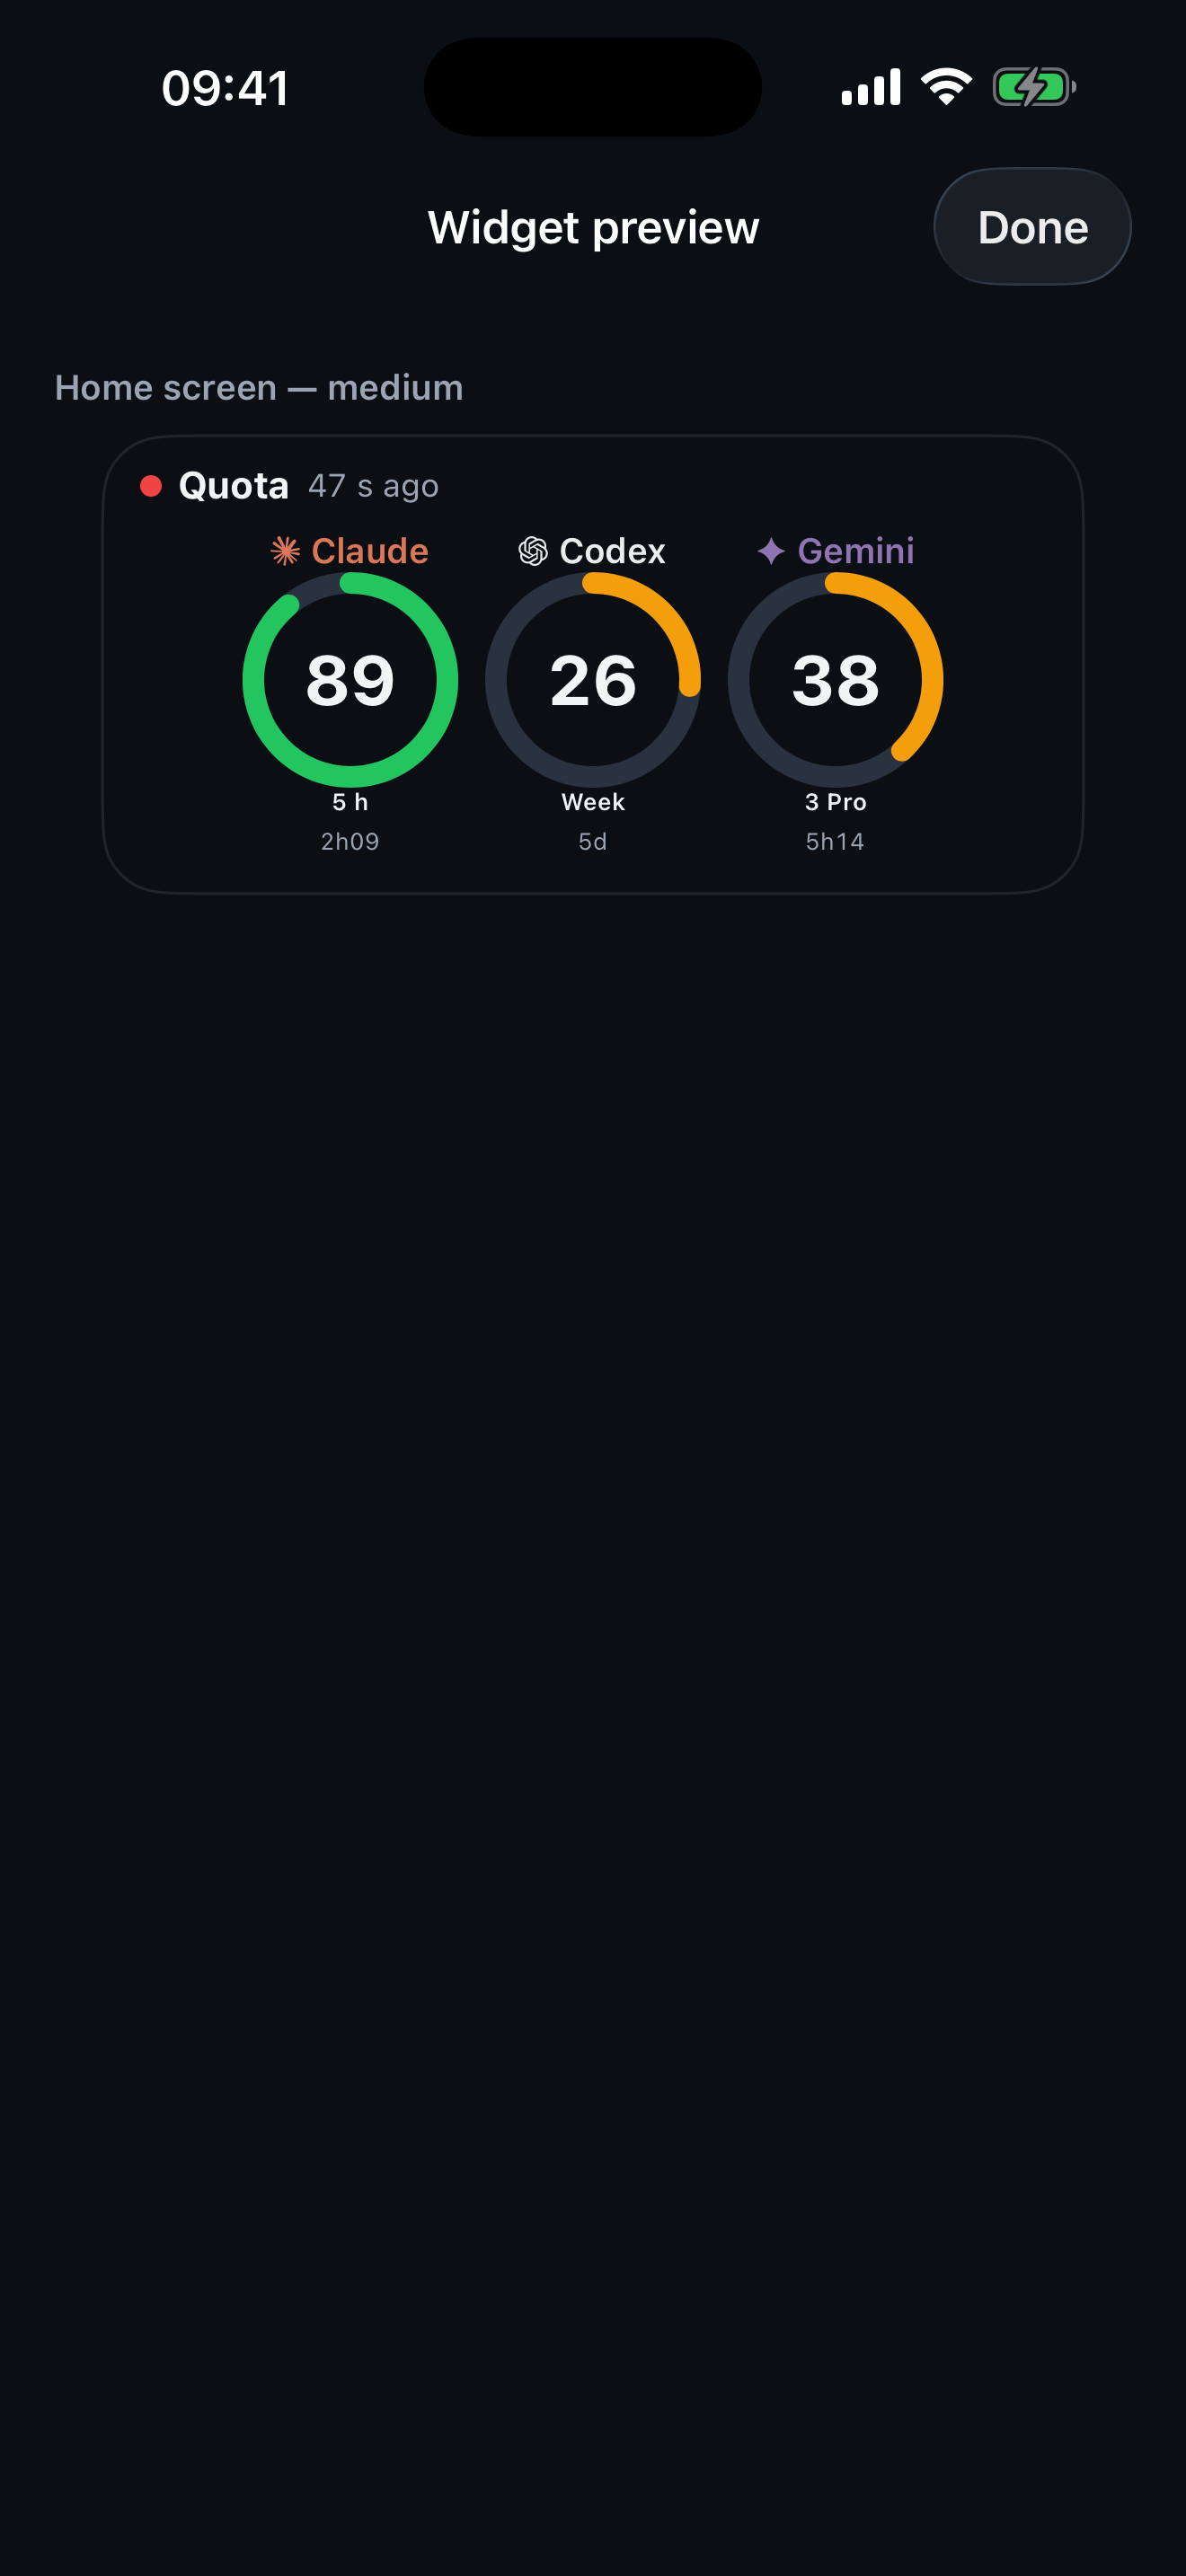 09:41
Widget preview
Done
Home screen — medium
Quota 47 s ago
Claude
Codex
Gemini
89
26
38
5 h
Week
3 Pro
2h09
5d
5h14